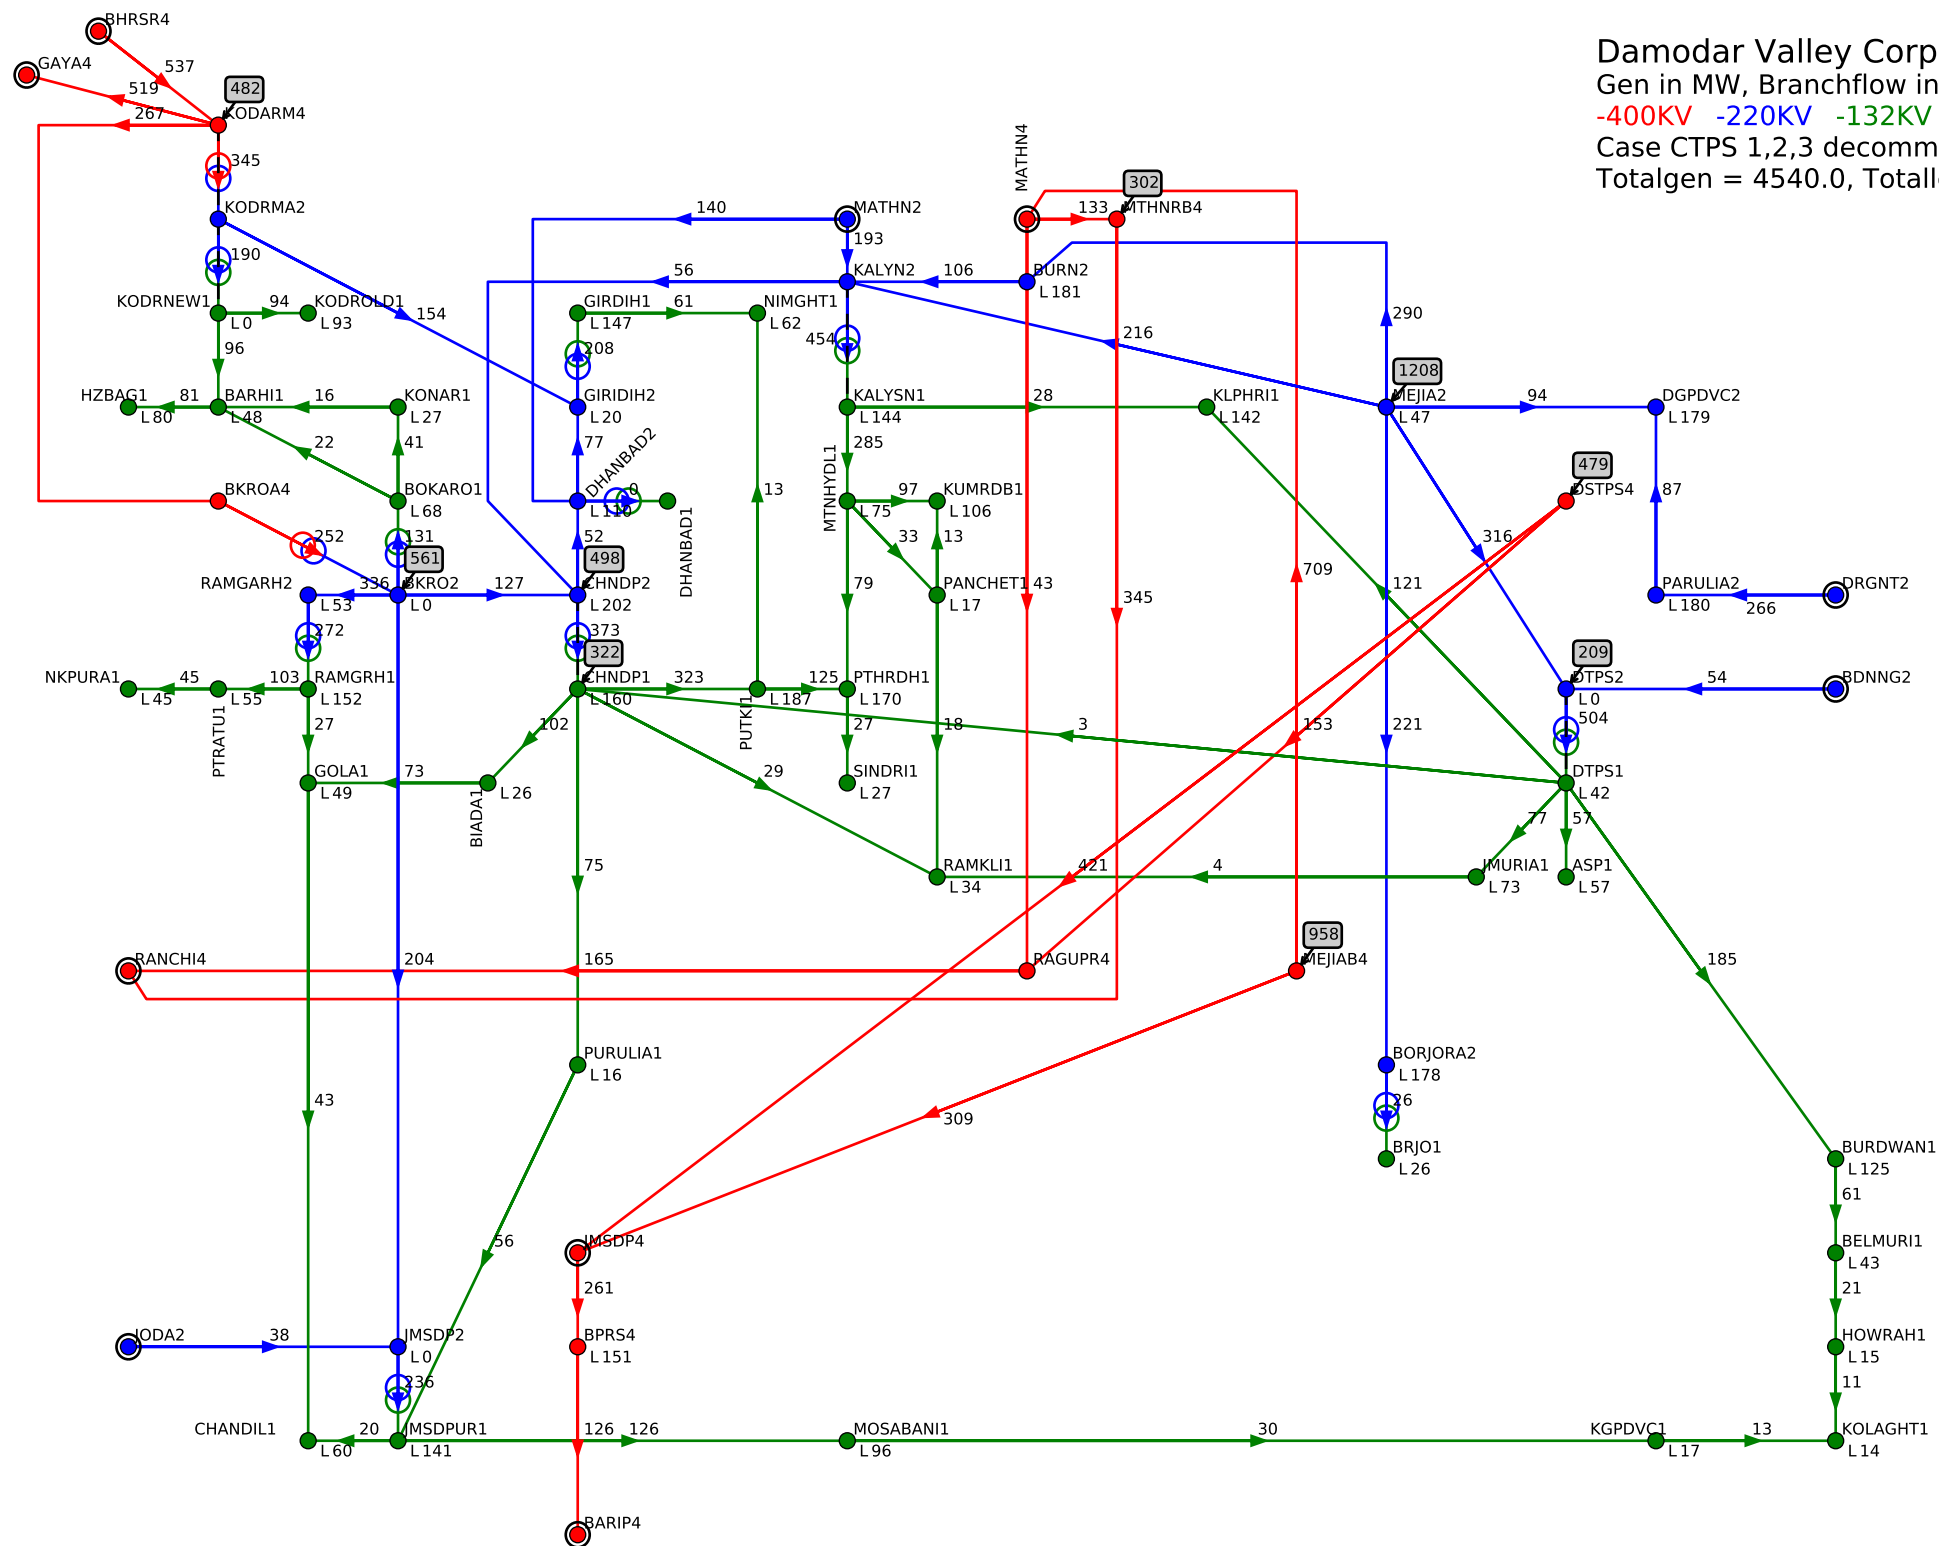 BHRSR4
Damodar Valley Corp
GAYA4
537
Gen in MW, Branchflow in
519
482
267
KODARM4
-400KV -220KV -132KV
Case CTPS 1,2,3 decomm
345
MATHN4
302
Totalgen = 4540.0, Totall
KODRMA2
140
MATHN2
133
MTHNRB4
190
193
56
KALYN2
106
BURN2
L 181
KODRNEW1
L 0
94
KODROLD1
L 93
154
GIRDIH1
L 147
61
NIMGHT1
L 62
290
96
208
454
216
1208
HZBAG1
L 80
81
BARHI1
L 48
16
KONAR1
L 27
GIRIDIH2
L 20
KALYSN1
L 144
28
KLPHRI1
L 142
MEJIA2
L 47
94
DGPDVC2
L 179
22
41
77
285
479
BKROA4
BOKARO1
L 68
DHANBAD2
L 110
0
DHANBAD1
13
MTNHYDL1
L 75
97
KUMRDB1
L 106
DSTPS4
87
252
131
52
33
13
316
561
498
RAMGARH2
L 53
336
BKRO2
L 0
127
CHNDP2
L 202
79
PANCHET1
L 17
43
345
709
121
PARULIA2
L 180
266
DRGNT2
272
373
322
209
NKPURA1
L 45
45
PTRATU1
L 55
103
RAMGRH1
L 152
CHNDP1
L 160
323
PUTKI1
L 187
125
PTHRDH1
L 170
DTPS2
L 0
54
BDNNG2
27
102
27
18
3
153
221
504
GOLA1
L 49
73
BIADA1
L 26
29
SINDRI1
L 27
DTPS1
L 42
77
57
75
RAMKLI1
L 34
421
4
JMURIA1
L 73
ASP1
L 57
958
RANCHI4
204
165
RAGUPR4
MEJIAB4
185
PURULIA1
L 16
BORJORA2
L 178
43
309
26
BRJO1
L 26
BURDWAN1
L 125
61
56
JMSDP4
BELMURI1
L 43
261
21
JODA2
38
JMSDP2
L 0
BPRS4
L 151
HOWRAH1
L 15
236
11
CHANDIL1
L 60
20
JMSDPUR1
L 141
126
126
MOSABANI1
L 96
30
KGPDVC1
L 17
13
KOLAGHT1
L 14
BARIP4